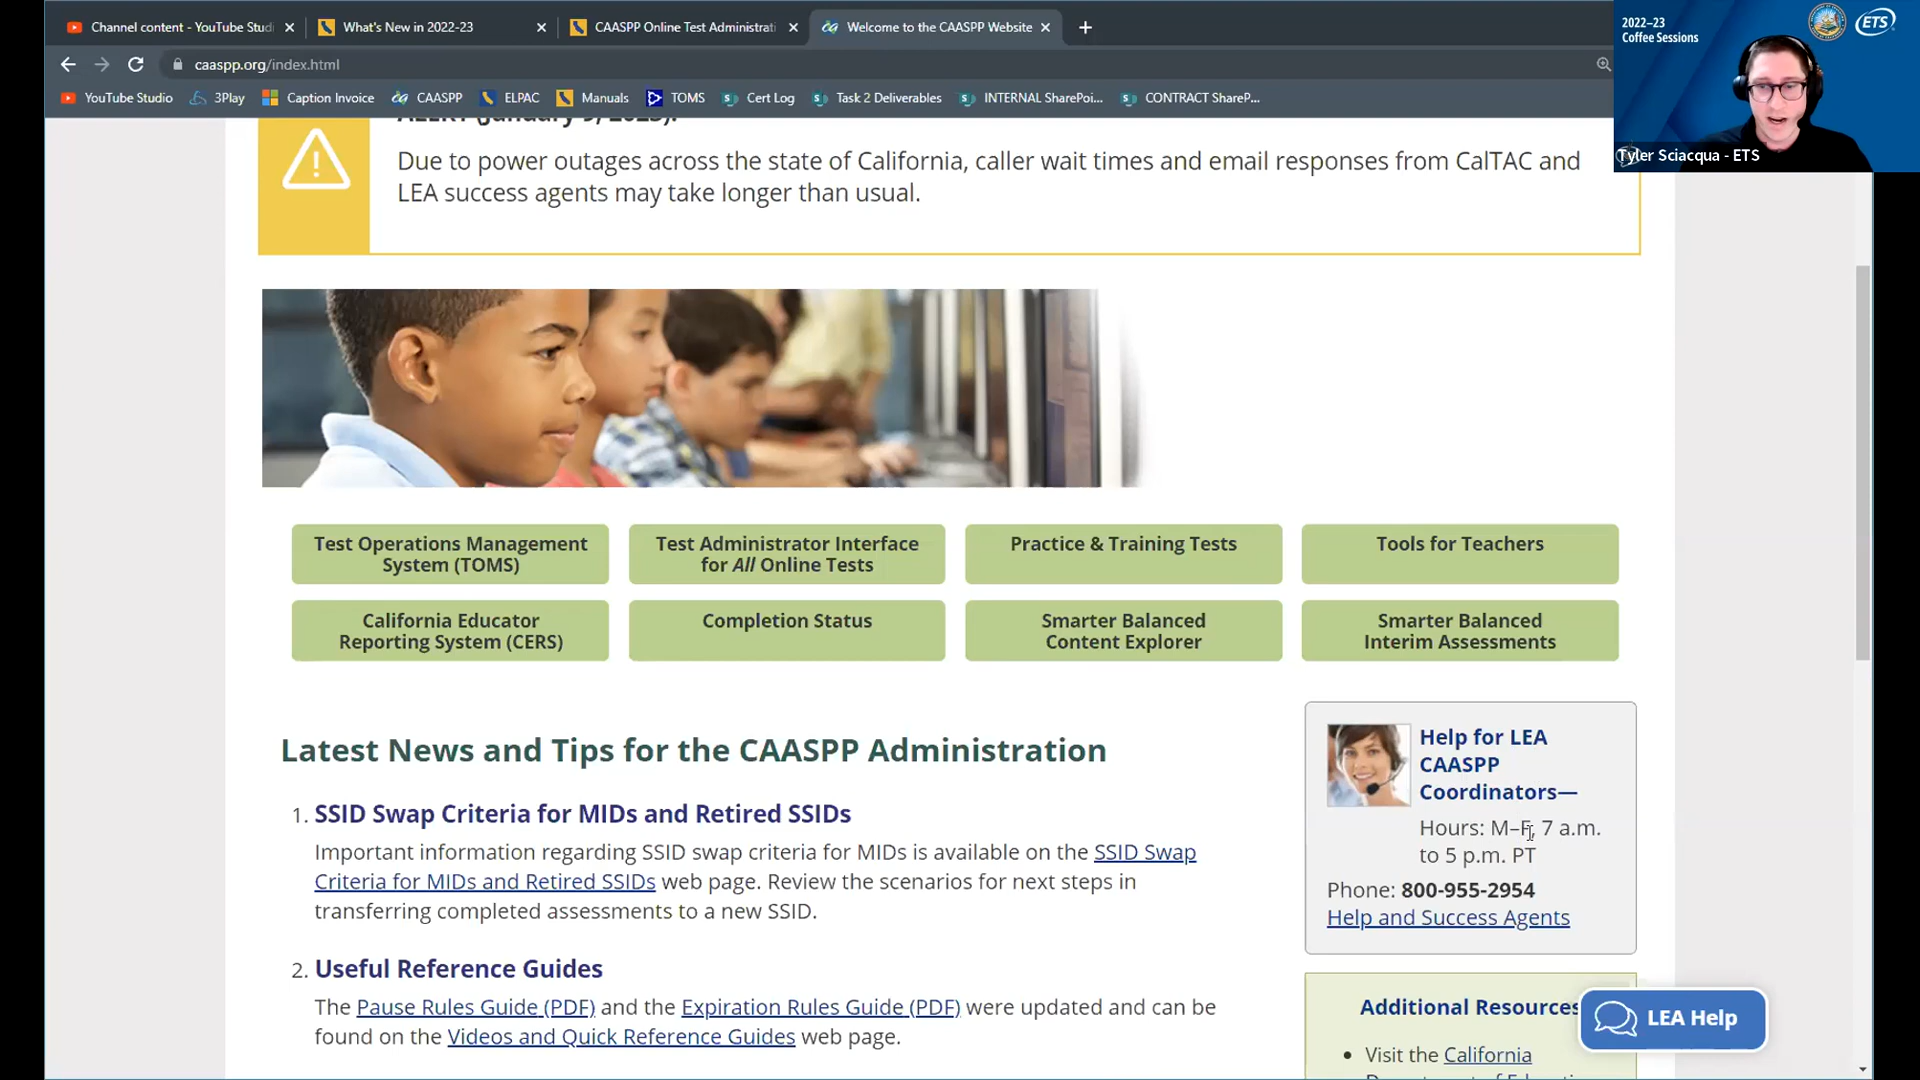 Channel content - YouTube Studi
What's New in 2022-23
CAASPP Online Test Administrati
Welcome to the CAASPP Website
2022–23
Coffee Sessions
ETS
caaspp.org/index.html
YouTube Studio
3Play
Caption Invoice
CAASPP
ELPAC
Manuals
TOMS
Cert Log
Task 2 Deliverables
INTERNAL SharePoi...
CONTRACT ShareP...
Tyler Sciacqua - ETS
ALERT (January 9, 2023):
Due to power outages across the state of California, caller wait times and email responses from CalTAC and
LEA success agents may take longer than usual.
Test Operations Management
System (TOMS)
Test Administrator Interface
for All Online Tests
Practice & Training Tests
Tools for Teachers
California Educator
Reporting System (CERS)
Completion Status
Smarter Balanced
Content Explorer
Smarter Balanced
Interim Assessments
Latest News and Tips for the CAASPP Administration
1. SSID Swap Criteria for MIDs and Retired SSIDs
Important information regarding SSID swap criteria for MIDs is available on the SSID Swap
Criteria for MIDs and Retired SSIDs web page. Review the scenarios for next steps in
transferring completed assessments to a new SSID.
2. Useful Reference Guides
The Pause Rules Guide (PDF) and the Expiration Rules Guide (PDF) were updated and can be
found on the Videos and Quick Reference Guides web page.
Help for LEA
CAASPP
Coordinators—
Hours: M–F, 7 a.m.
to 5 p.m. PT
Phone: 800-955-2954
Help and Success Agents
Additional Resources
LEA Help
• Visit the California